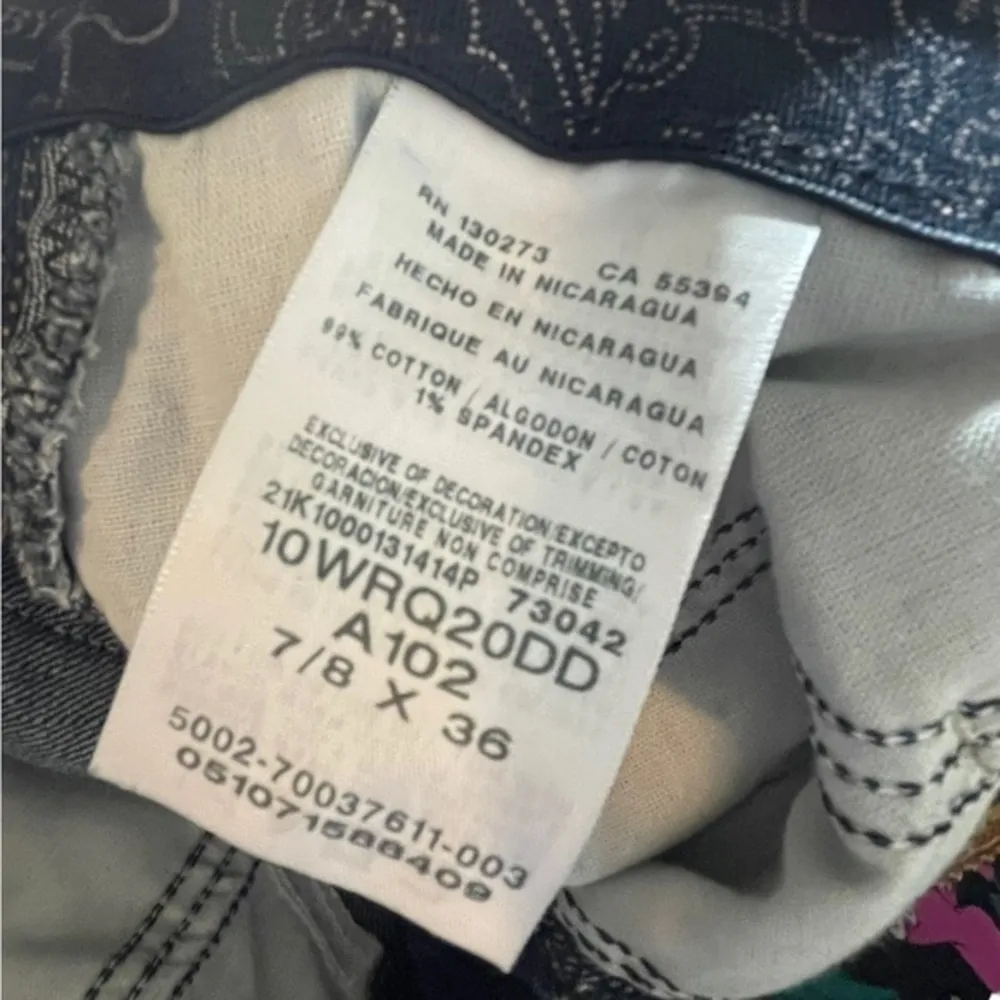 RN 130273 CA 55394
MADE IN NICARAGUA
HECHO EN NICARAGUA
FABRIQUE AU NICARAGUA
99% COTTON / ALGODON / COTON
1% SPANDEX
EXCLUSIVE OF DECORATION/EXCEPTO
DECORACION/EXCLUSIVE OF TRIMMING/
GARNITURE NON COMPRISE
21K1000131414P 73042
10WRQ20DD
A102
7/8 X 36
5002-70037611-003
051071588409